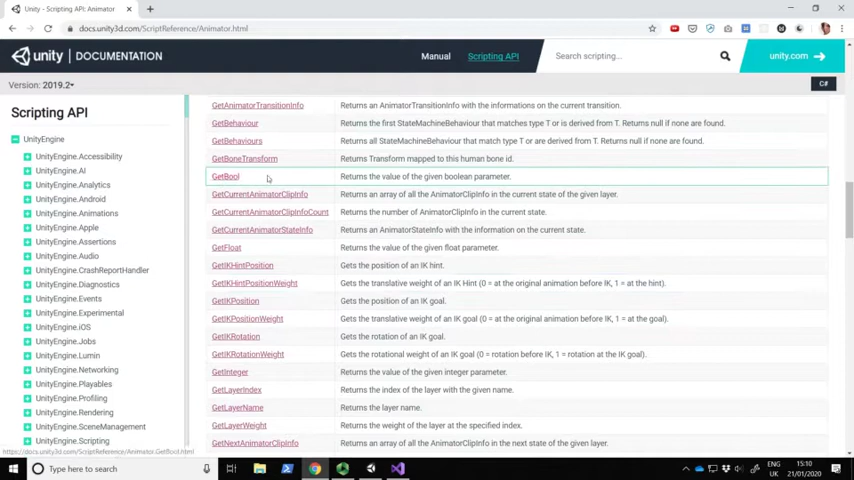 Unity - Scripting API: Animator
docs.unity3d.com/ScriptReference/Animator.html
unity | DOCUMENTATION
Manual
Scripting API
Search scripting...
unity.com
Version: 2019.2
C#
Scripting API
UnityEngine
UnityEngine.Accessibility
UnityEngine.AI
UnityEngine.Analytics
UnityEngine.Android
UnityEngine.Animations
UnityEngine.Apple
UnityEngine.Assertions
UnityEngine.Audio
UnityEngine.CrashReportHandler
UnityEngine.Diagnostics
UnityEngine.Events
UnityEngine.Experimental
UnityEngine.iOS
UnityEngine.Jobs
UnityEngine.Lumin
UnityEngine.Networking
UnityEngine.Playables
UnityEngine.Profiling
UnityEngine.Rendering
UnityEngine.SceneManagement
UnityEngine.Scripting
GetAnimatorTransitionInfo Returns an AnimatorTransitionInfo with the informations on the current transition.
GetBehaviour Returns the first StateMachineBehaviour that matches type T or is derived from T. Returns null if none are found.
GetBehaviours Returns all StateMachineBehaviour that match type T or are derived from T. Returns null if none are found.
GetBoneTransform Returns Transform mapped to this human bone id.
GetBool Returns the value of the given boolean parameter.
GetCurrentAnimatorClipInfo Returns an array of all the AnimatorClipInfo in the current state of the given layer.
GetCurrentAnimatorClipInfoCount Returns the number of AnimatorClipInfo in the current state.
GetCurrentAnimatorStateInfo Returns an AnimatorStateInfo with the information on the current state.
GetFloat Returns the value of the given float parameter.
GetIKHintPosition Gets the position of an IK hint.
GetIKHintPositionWeight Gets the translative weight of an IK Hint (0 = at the original animation before IK, 1 = at the hint).
GetIKPosition Gets the position of an IK goal.
GetIKPositionWeight Gets the translative weight of an IK goal (0 = at the original animation before IK, 1 = at the goal).
GetIKRotation Gets the rotation of an IK goal.
GetIKRotationWeight Gets the rotational weight of an IK goal (0 = rotation before IK, 1 = rotation at the IK goal).
GetInteger Returns the value of the given integer parameter.
GetLayerIndex Returns the index of the layer with the given name.
GetLayerName Returns the layer name.
GetLayerWeight Returns the weight of the layer at the specified index.
GetNextAnimatorClipInfo Returns an array of all the AnimatorClipInfo in the next state of the given layer.
https://docs.unity3d.com/ScriptReference/Animator.GetBool.html
Type here to search
ENG
UK
15:10
21/01/2020